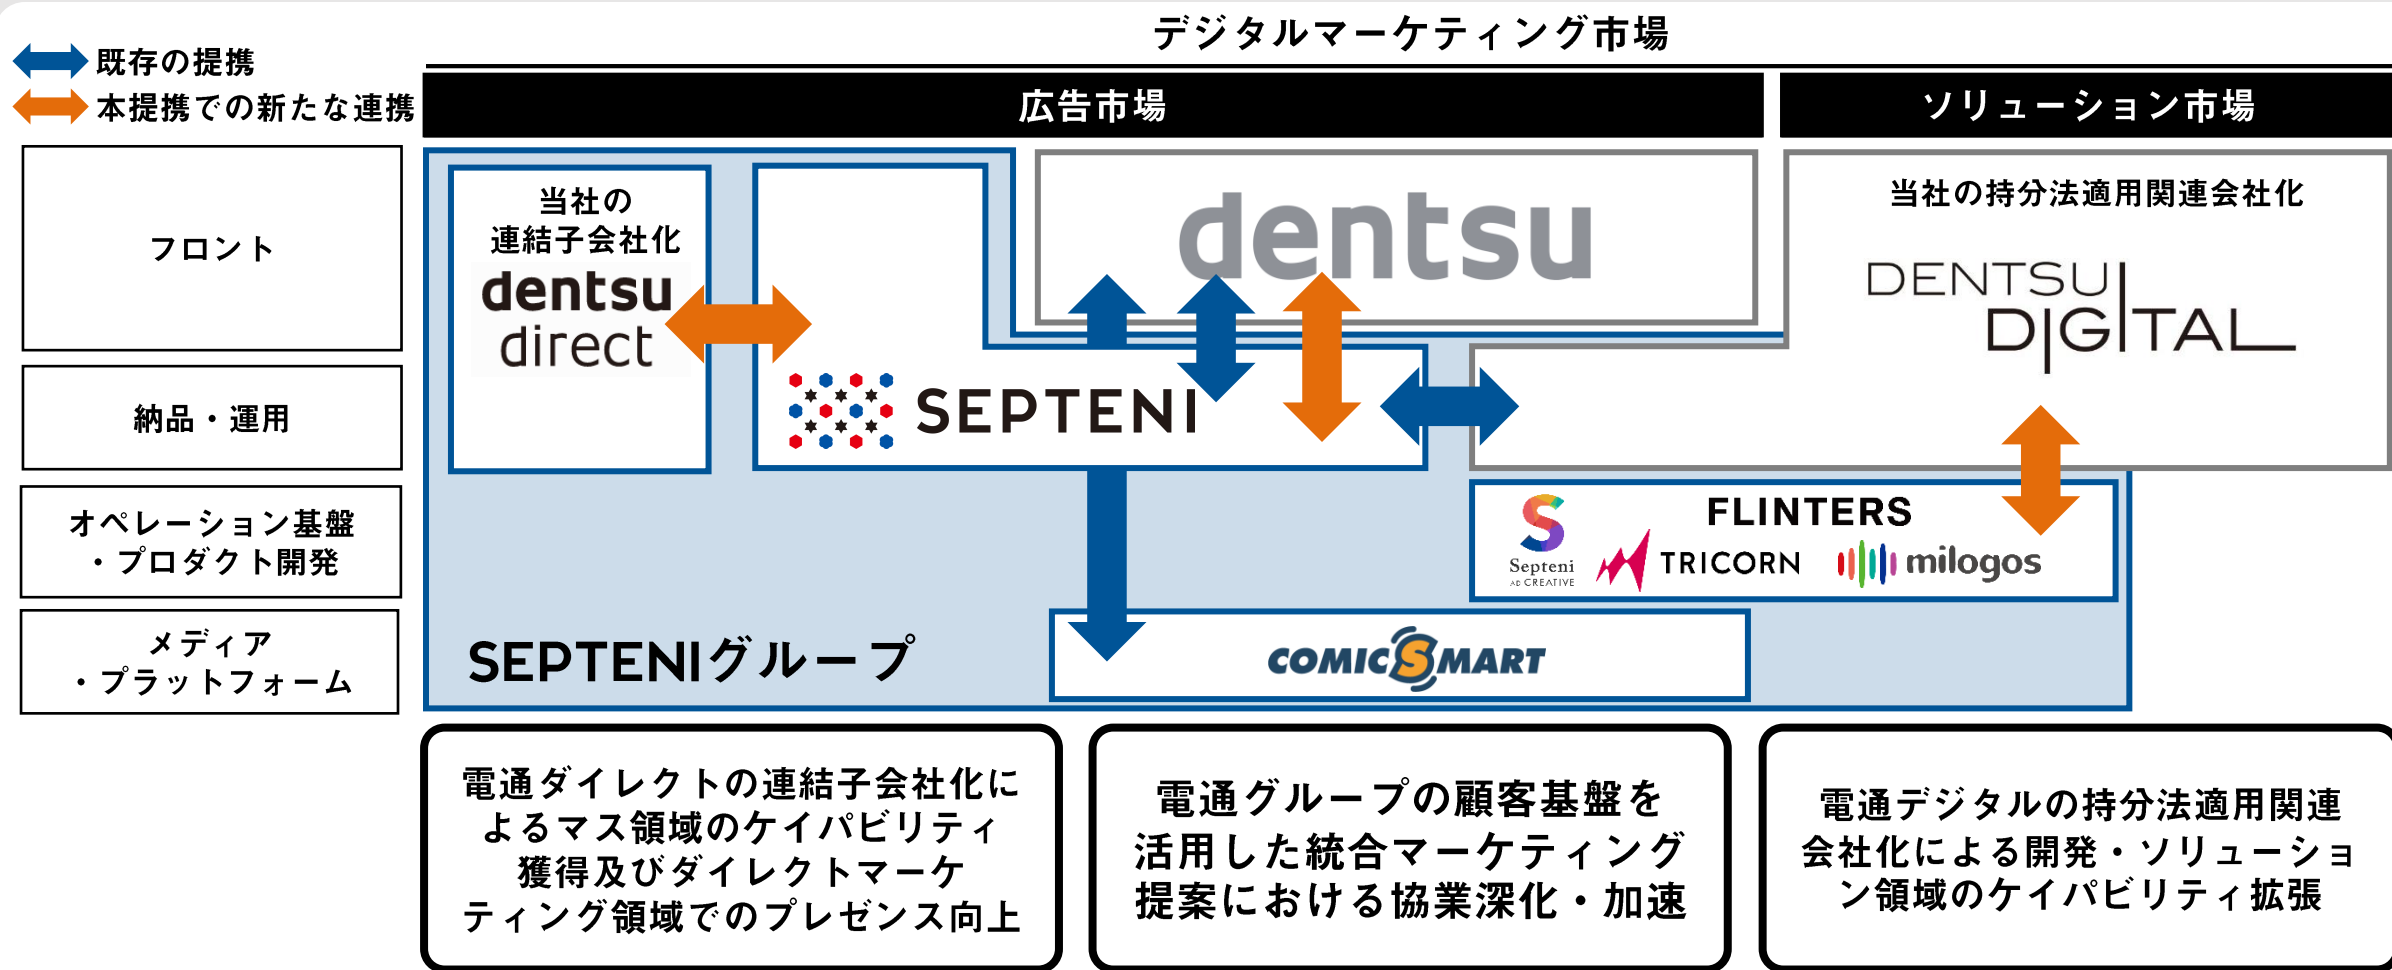 デジタルマーケティング市場
既存の提携
本提携での新たな連携
広告市場
ソリューション市場
フロント
納品・運用
オペレーション基盤
・プロダクト開発
メディア
・プラットフォーム
当社の
連結子会社化
dentsu
direct
SEPTENI
dentsu
当社の持分法適用関連会社化
DENTSU
DIGITAL
FLINTERS
Septeni
AD CREATIVE
TRICORN
milogos
SEPTENIグループ
COMICSMART
電通ダイレクトの連結子会社化に
よるマス領域のケイパビリティ
獲得及びダイレクトマーケ
ティング領域でのプレゼンス向上
電通グループの顧客基盤を
活用した統合マーケティング
提案における協業深化・加速
電通デジタルの持分法適用関連
会社化による開発・ソリューショ
ン領域のケイパビリティ拡張